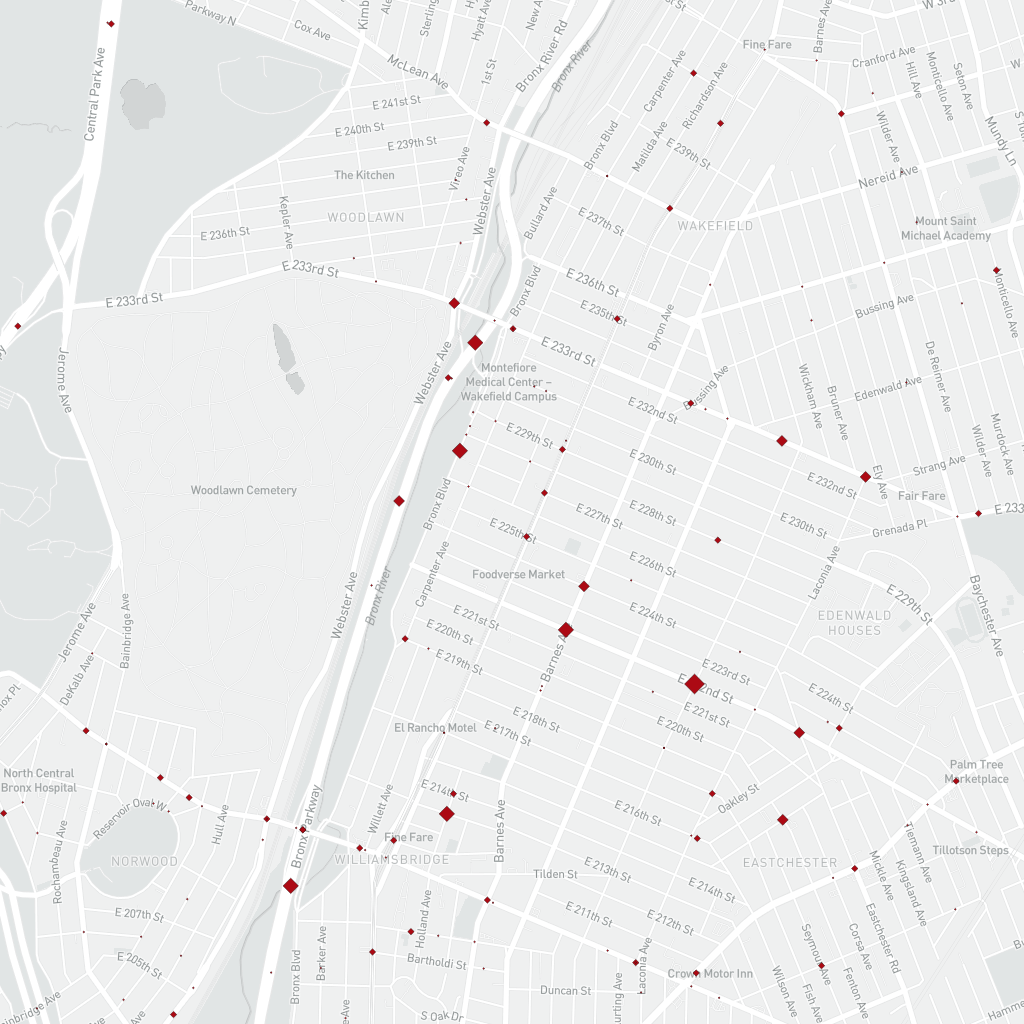 Parkway N
Cox Ave
McLean Ave
1st St
Hyatt Ave
Bronx River Rd
Bronx River
Fine Fare
Barnes Ave
Cranford Ave
Hill Ave
Monticello Ave
Seton Ave
Mundy Ln
Central Park Ave
E 241st St
E 240th St
E 239th St
Carpenter Ave
Richardson Ave
Matilda Ave
E 239th St
Bronx Blvd
Wilder Ave
Nereid Ave
The Kitchen
Vireo Ave
Webster Ave
WOODLAWN
Kepler Ave
E 236th St
Bullard Ave
E 237th St
WAKEFIELD
Mount Saint
Michael Academy
E 233rd St
E 233rd St
E 236th St
Bronx Blvd
E 235th St
Byron Ave
Bussing Ave
Monticello Ave
Jerome Ave
Webster Ave
E 233rd St
Montefiore
Medical Center –
Wakefield Campus
E 232nd St
Bussing Ave
Wickham Ave
Bruner Ave
Edenwald Ave
De Reimer Ave
Murdock Ave
Wilder Ave
Strang Ave
Ely Ave
Fair Fare
E 229th St
E 230th St
E 232nd St
Woodlawn Cemetery
Bronx Blvd
E 227th St
E 228th St
E 230th St
Grenada Pl
E 233
E 225th St
E 226th St
Laconia Ave
E 229th St
Foodverse Market
Carpenter Ave
Bronx River
Webster Ave
Baychester Ave
EDENWALD
HOUSES
Jerome Ave
Bainbridge Ave
E 221st St
E 220th St
E 219th St
E 224th St
E 223rd St
DeKalb Ave
E 224th St
E 221st St
E 220th St
El Rancho Motel
E 218th St
E 217th St
North Central
Bronx Hospital
Palm Tree
Marketplace
E 214th St
Oakley St
E 216th St
Reservoir Oval W
Hull Ave
Bronx Parkway
Willett Ave
Fine Fare
WILLIAMSBRIDGE
Barnes Ave
NORWOOD
Rochambeau Ave
Tilden St
E 213th St
E 214th St
EASTCHESTER
Tiemann Ave
Tillotson Steps
Mickle Ave
Kingsland Ave
E 207th St
Holland Ave
E 211th St
E 212th St
Eastchester Rd
Corsa Ave
Seymour Ave
E 205th St
Bartholdi St
Barker Ave
Bronx Blvd
Laconia Ave
Crown Motor Inn
Wilson Ave
Fish Ave
Fenton Ave
Duncan St
S Oak Dr